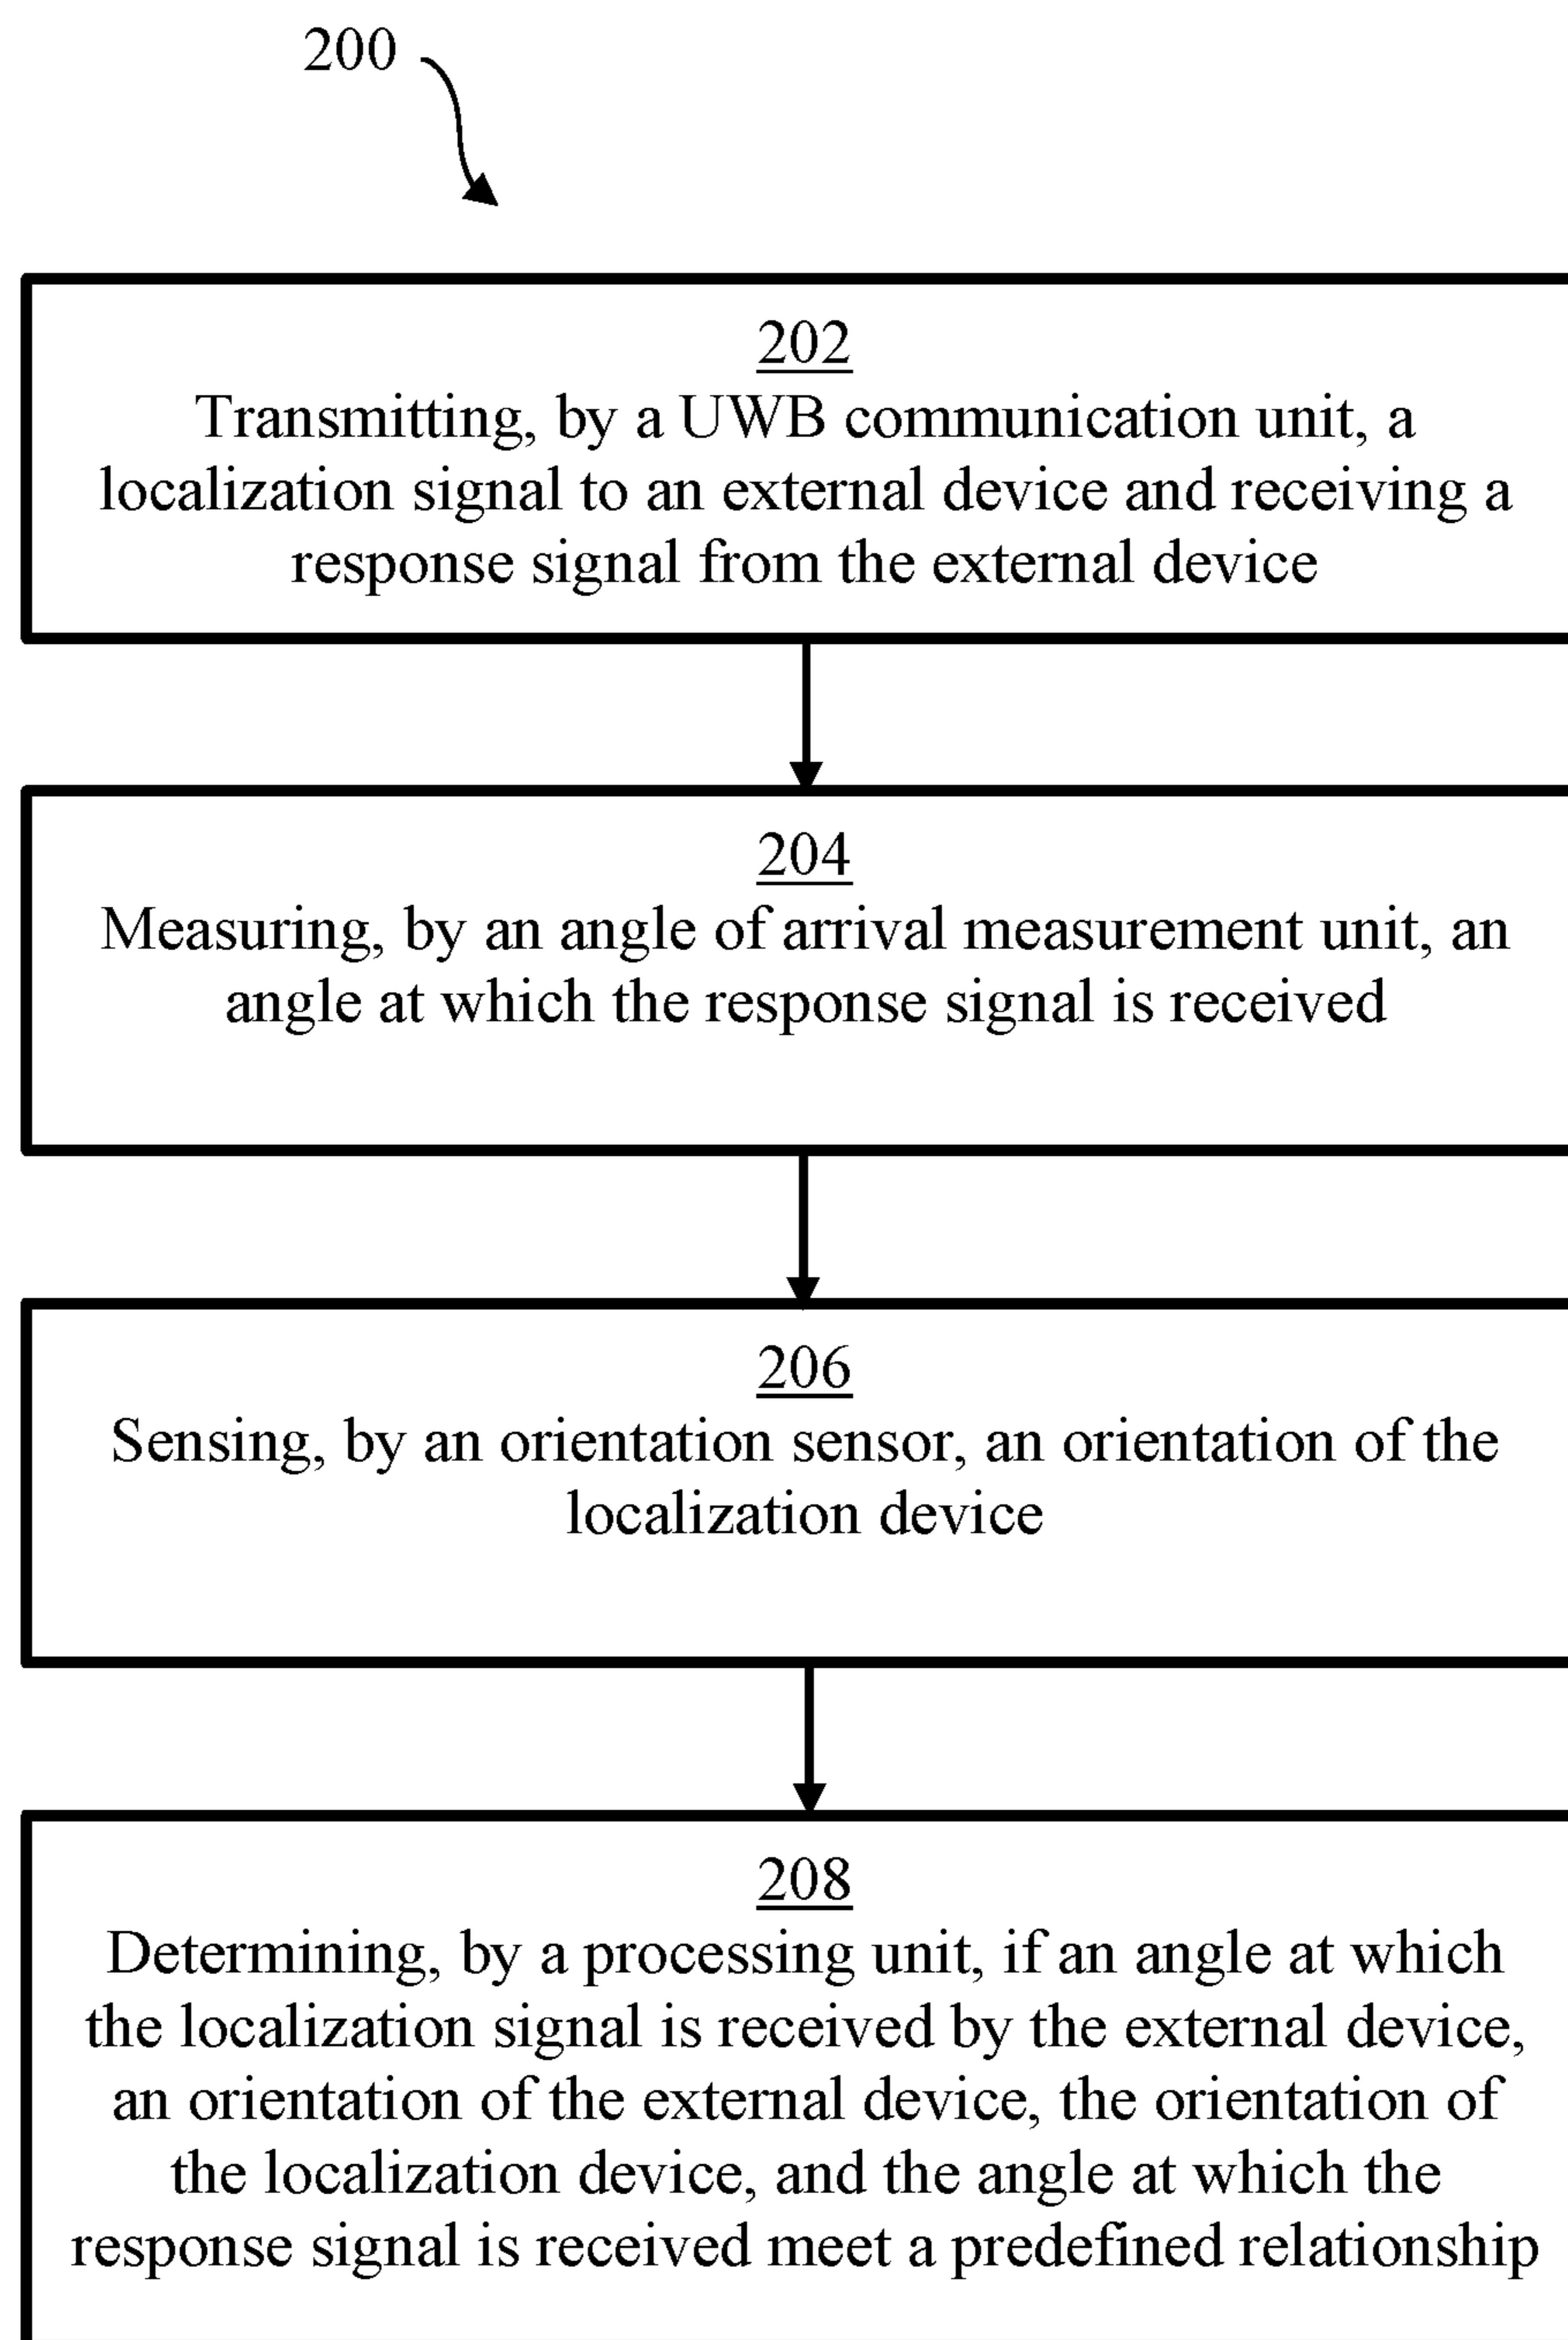 200
202
Transmitting, by a UWB communication unit, a
localization signal to an external device and receiving a
response signal from the external device
204
Measuring, by an angle of arrival measurement unit, an
angle at which the response signal is received
206
Sensing, by an orientation sensor, an orientation of the
localization device
208
Determining, by a processing unit, if an angle at which
the localization signal is received by the external device,
an orientation of the external device, the orientation of
the localization device, and the angle at which the
response signal is received meet a predefined relationship